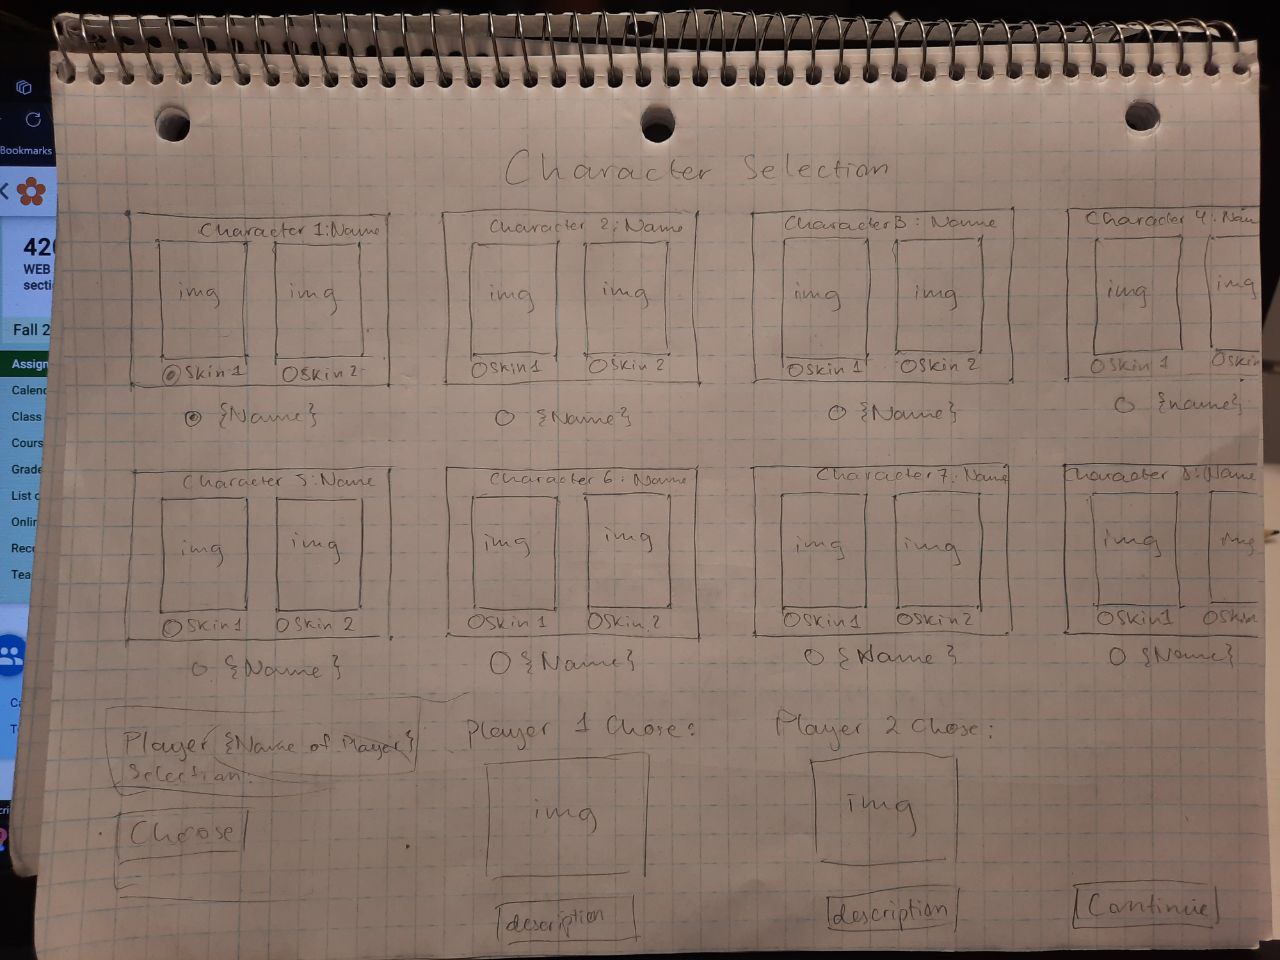 Bookmarks
Character Selection
Character 1:Name
img img
Skin 1 Skin 2
{Name}
Character 2:Name
img img
Skin 1 Skin 2
{Name}
Character 3: Name
img img
Skin 1 Skin 2
{Name}
Character 4: Nam
img img
Skin 1 Skin
{name}
Character 5:Name
img img
Skin 1 Skin 2
{Name}
Character 6: Name
img img
Skin 1 Skin 2
{Name}
Character 7: Name
img img
Skin 1 Skin 2
{Name}
Character 8: Name
img img
Skin 1 Skin
{Name}
Player {Name of Player}
Selection:
Choose
Player 1 Chose:
img
description
Player 2 Chose:
img
description
Continue
420
WEB
secti
Fall 2
Assign
Calend
Class
Cours
Grade
List o
Onlin
Rec
Tea